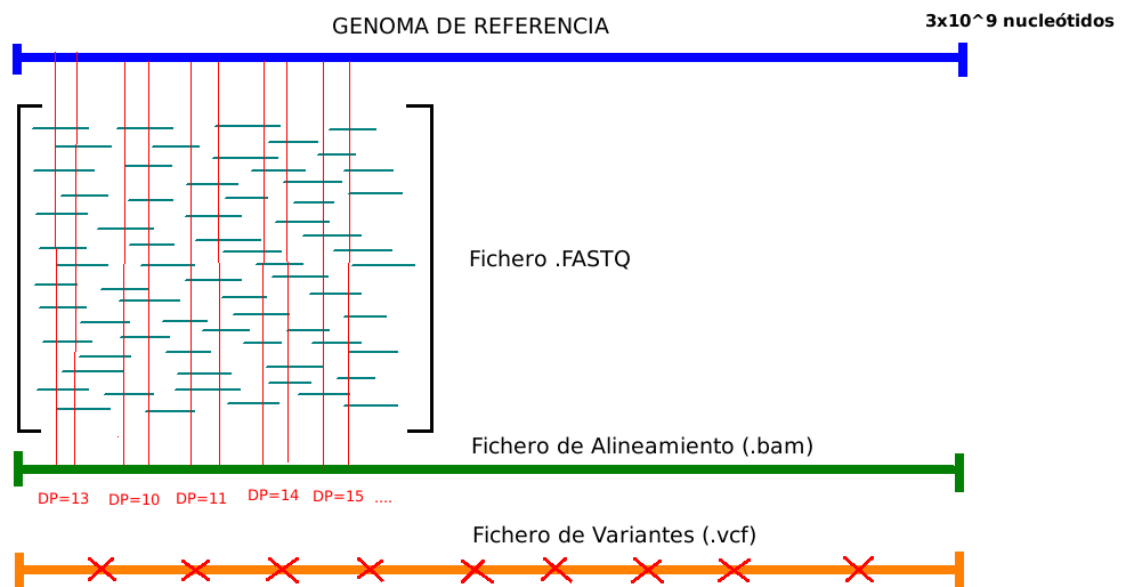 GENOMA DE REFERENCIA
3x10^9 nucleótidos
Fichero .FASTQ
Fichero de Alineamiento (.bam)
DP=13 DP=10 DP=11 DP=14 DP=15 ....
Fichero de Variantes (.vcf)